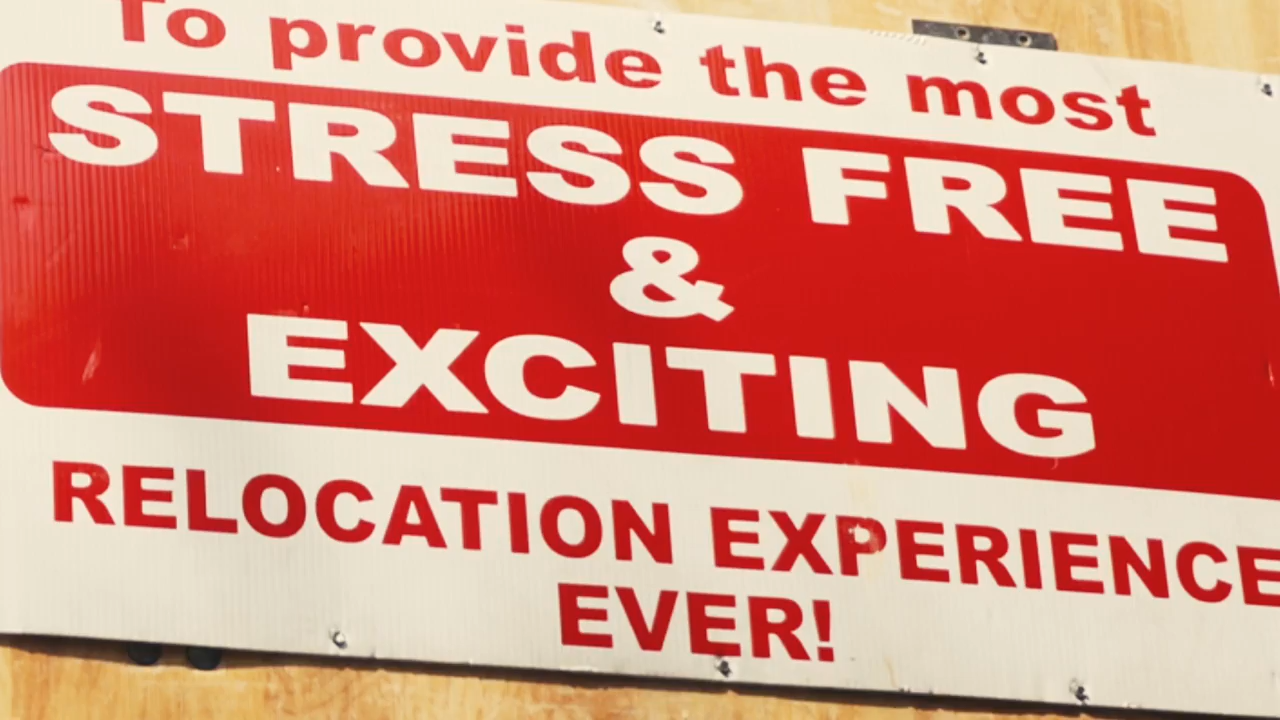 To provide the most
STRESS FREE
&
EXCITING
RELOCATION EXPERIENCE
EVER!